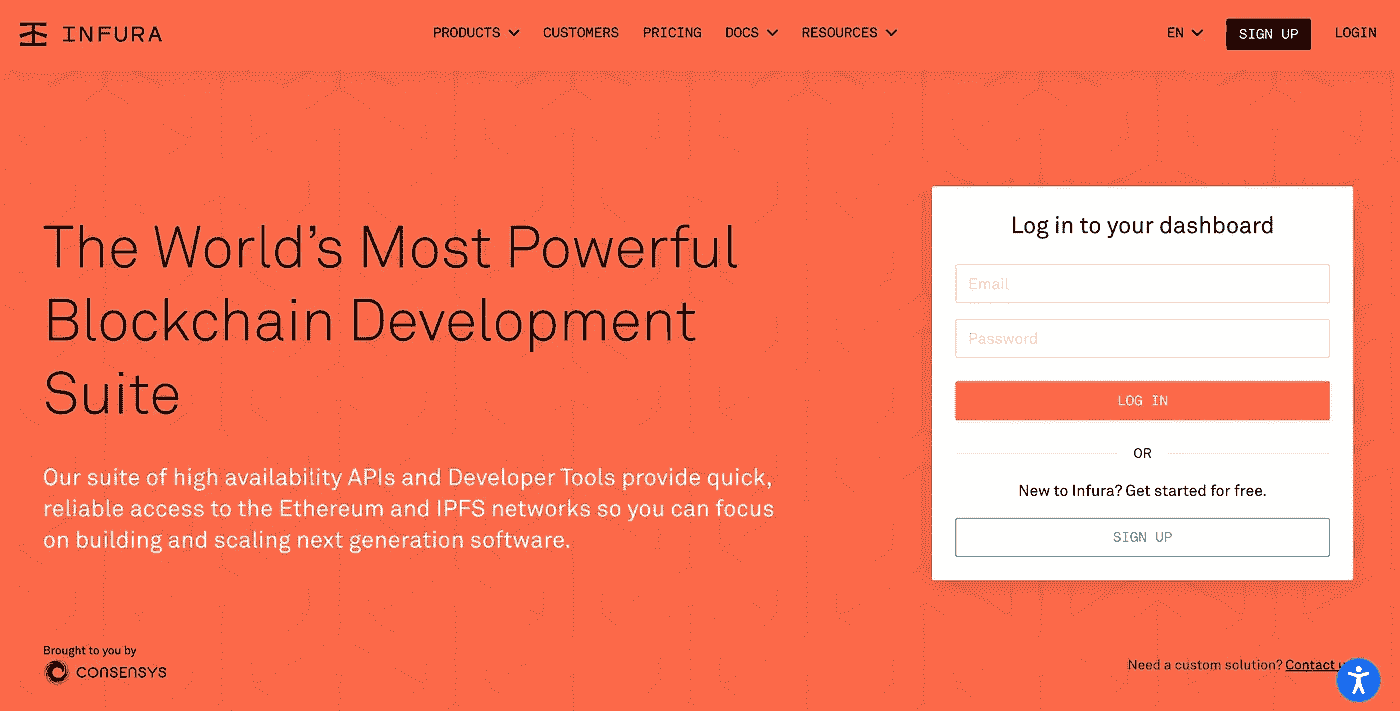 INFURA
PRODUCTS
CUSTOMERS
PRICING
DOCS
RESOURCES
EN
SIGN UP
LOGIN
The World's Most Powerful
Blockchain Development
Suite
Our suite of high availability APIs and Developer Tools provide quick,
reliable access to the Ethereum and IPFS networks so you can focus
on building and scaling next generation software.
Brought to you by
CONSENSYS
Log in to your dashboard
Email
Password
LOG IN
OR
New to Infura? Get started for free.
SIGN UP
Need a custom solution? Contact